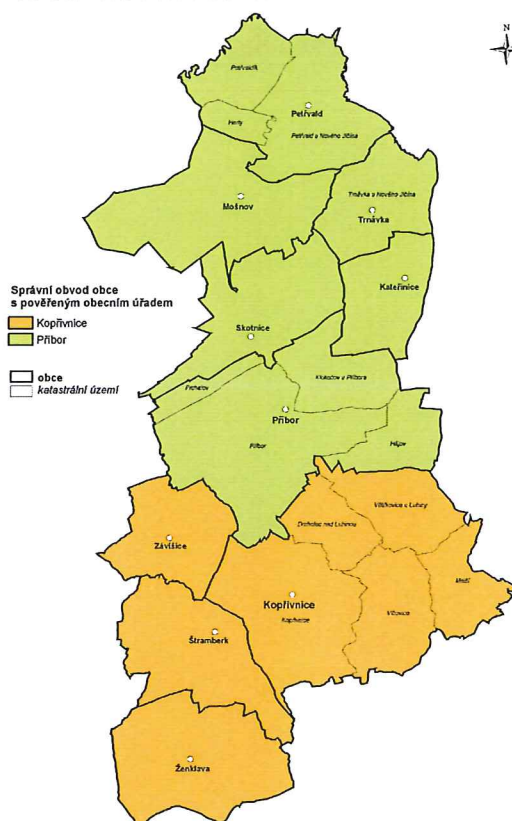 N
Petřvaldík
Petřvald
Harty
Petřvald u Nového Jičína
Trnávka u Nového Jičína
Mošnov
Trnávka
Správní obvod obce
s pověřeným obecním úřadem
Kopřivnice
Příbor
obce
katastrální území
Kateřinice
Skotnice
Prchalov
Klokočov u Příbora
Příbor
Příbor
Hájov
Větřkovice u Lubiny
Drnholec nad Lubinou
Závišice
Mniší
Kopřivnice
Kopřivnice
Vlčovice
Štramberk
Ženklava